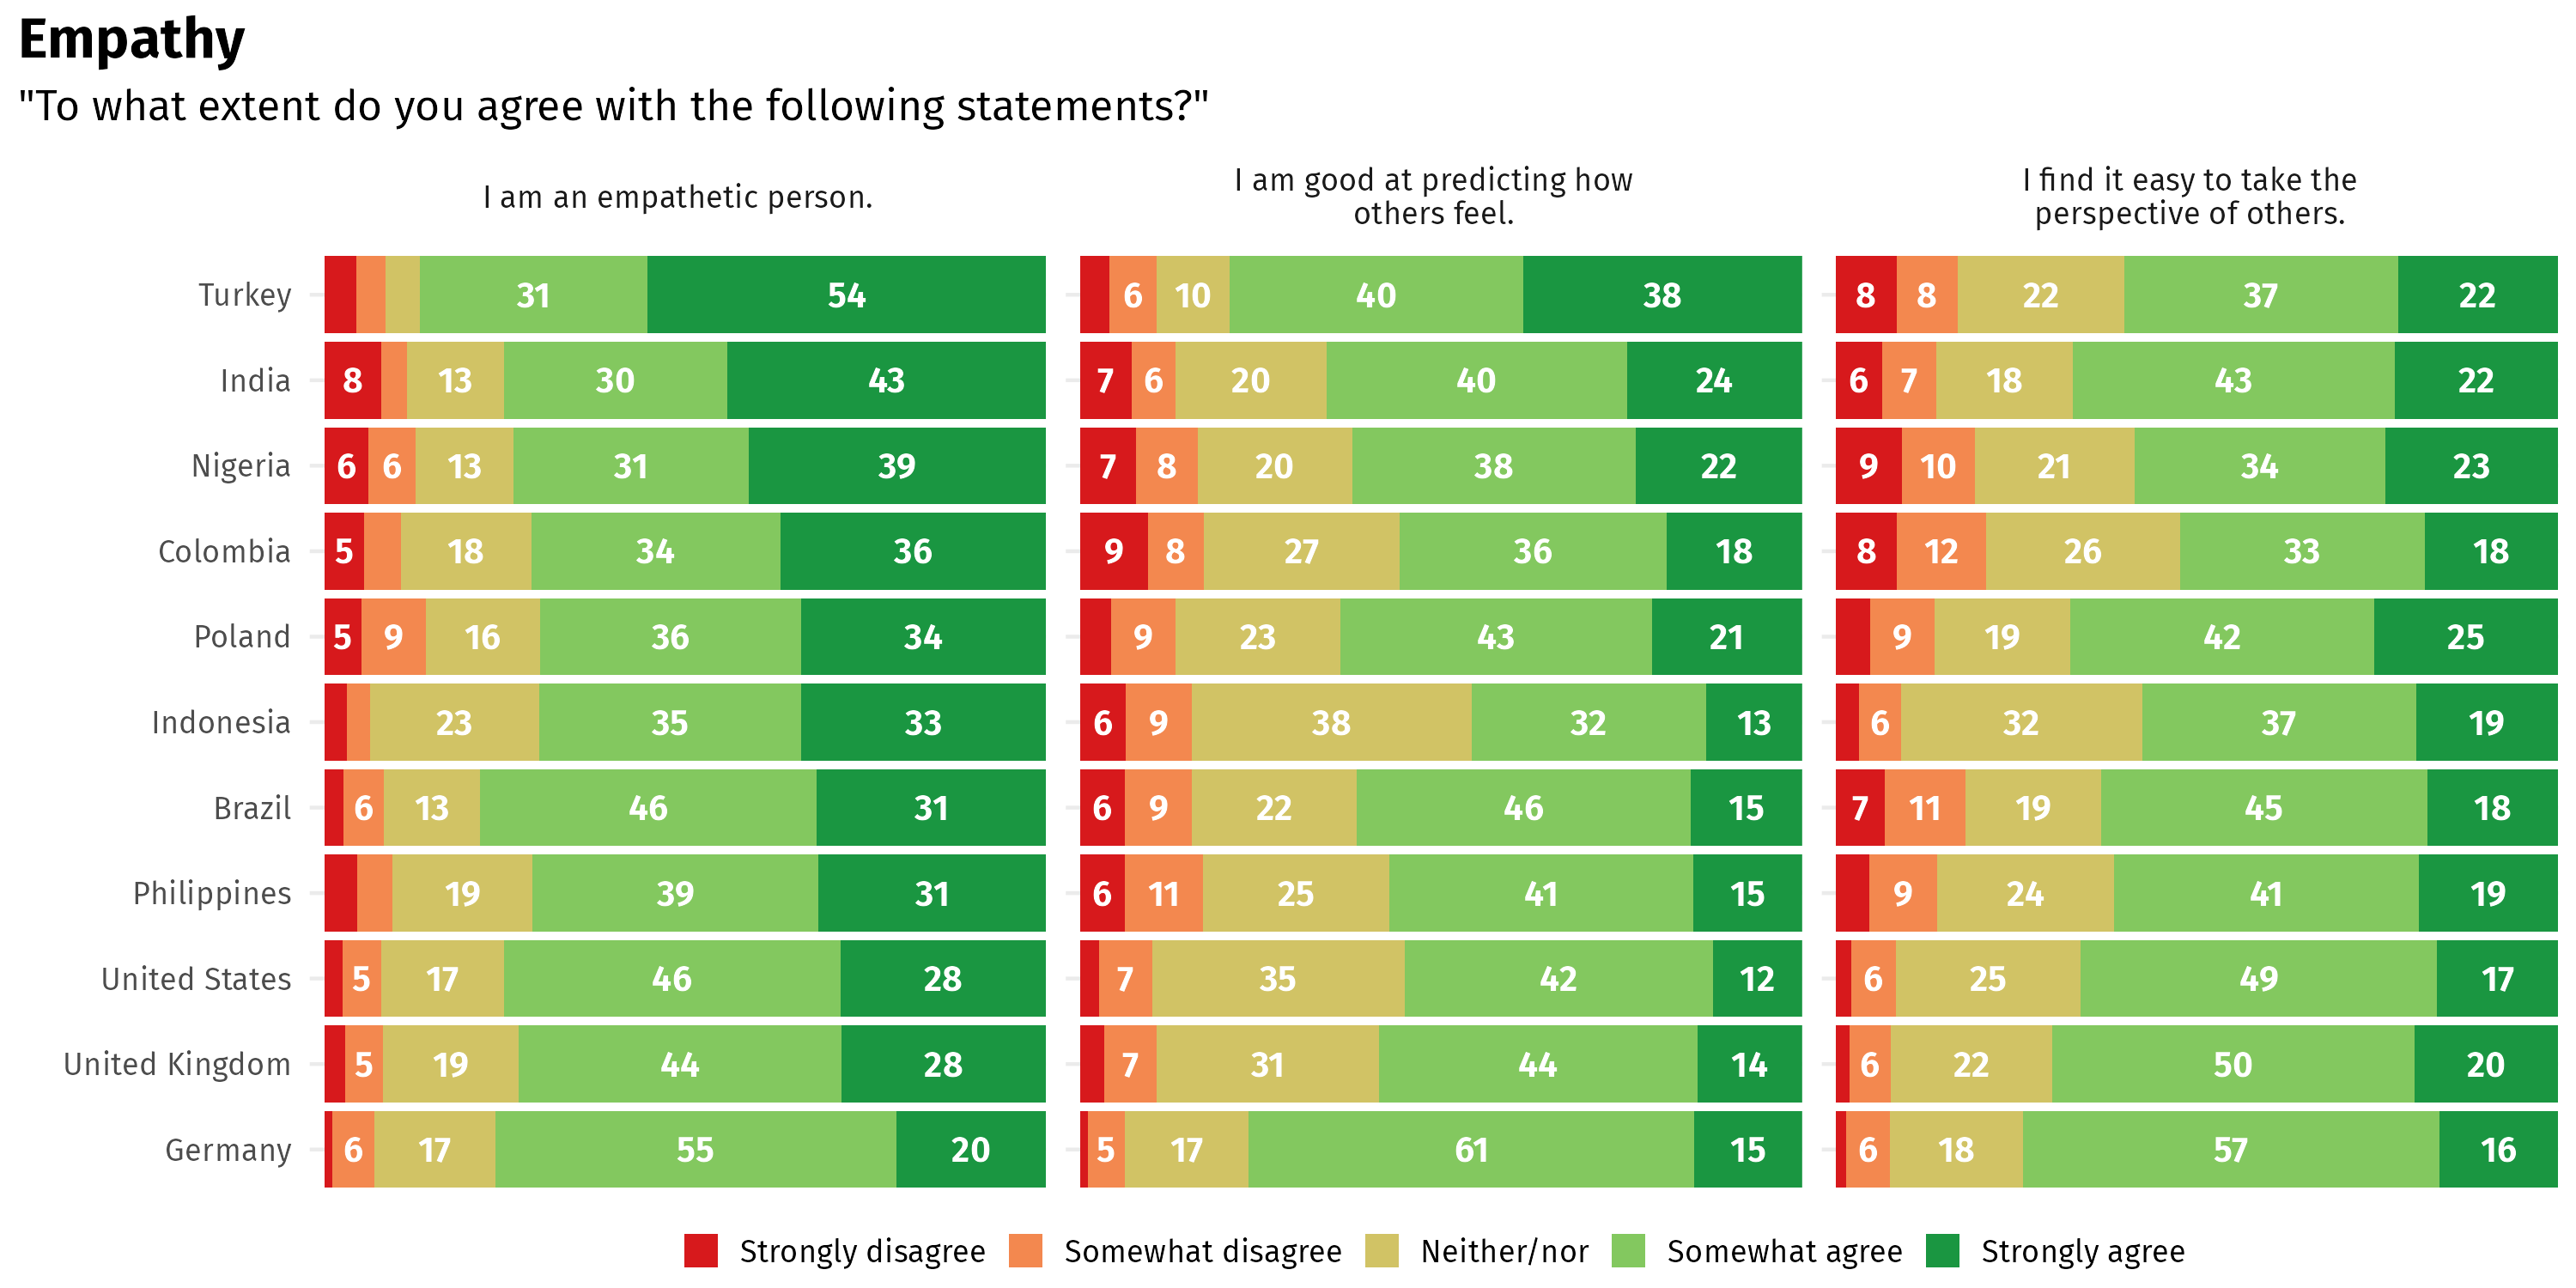 Empathy
"To what extent do you agree with the following statements?"
I am an empathetic person.
I am good at predicting how
others feel.
I find it easy to take the
perspective of others.
Turkey 31 54 6 10 40 38 8 8 22 37 22
India 8 13 30 43 7 6 20 40 24 6 7 18 43 22
Nigeria 6 6 13 31 39 7 8 20 38 22 9 10 21 34 23
Colombia 5 18 34 36 9 8 27 36 18 8 12 26 33 18
Poland 5 9 16 36 34 9 23 43 21 9 19 42 25
Indonesia 23 35 33 6 9 38 32 13 6 32 37 19
Brazil 6 13 46 31 6 9 22 46 15 7 11 19 45 18
Philippines 19 39 31 6 11 25 41 15 9 24 41 19
United States 5 17 46 28 7 35 42 12 6 25 49 17
United Kingdom 5 19 44 28 7 31 44 14 6 22 50 20
Germany 6 17 55 20 5 17 61 15 6 18 57 16
Strongly disagree Somewhat disagree Neither/nor Somewhat agree Strongly agree